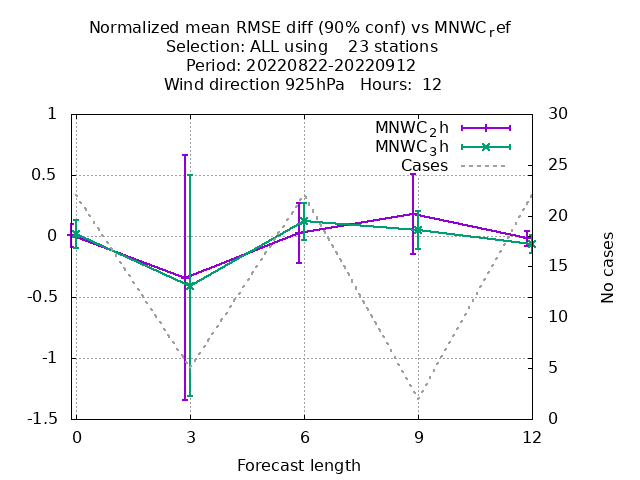 Normalized mean RMSE diff (90% conf) vs MNWC_ref
Selection: ALL using    23 stations
Period: 20220822-20220912
Wind direction 925hPa   Hours:  12
MNWC_2h
MNWC_3h
Cases
1
0.5
0
-0.5
-1
-1.5
30
25
20
15
10
5
0
No cases
0 3 6 9 12
Forecast length